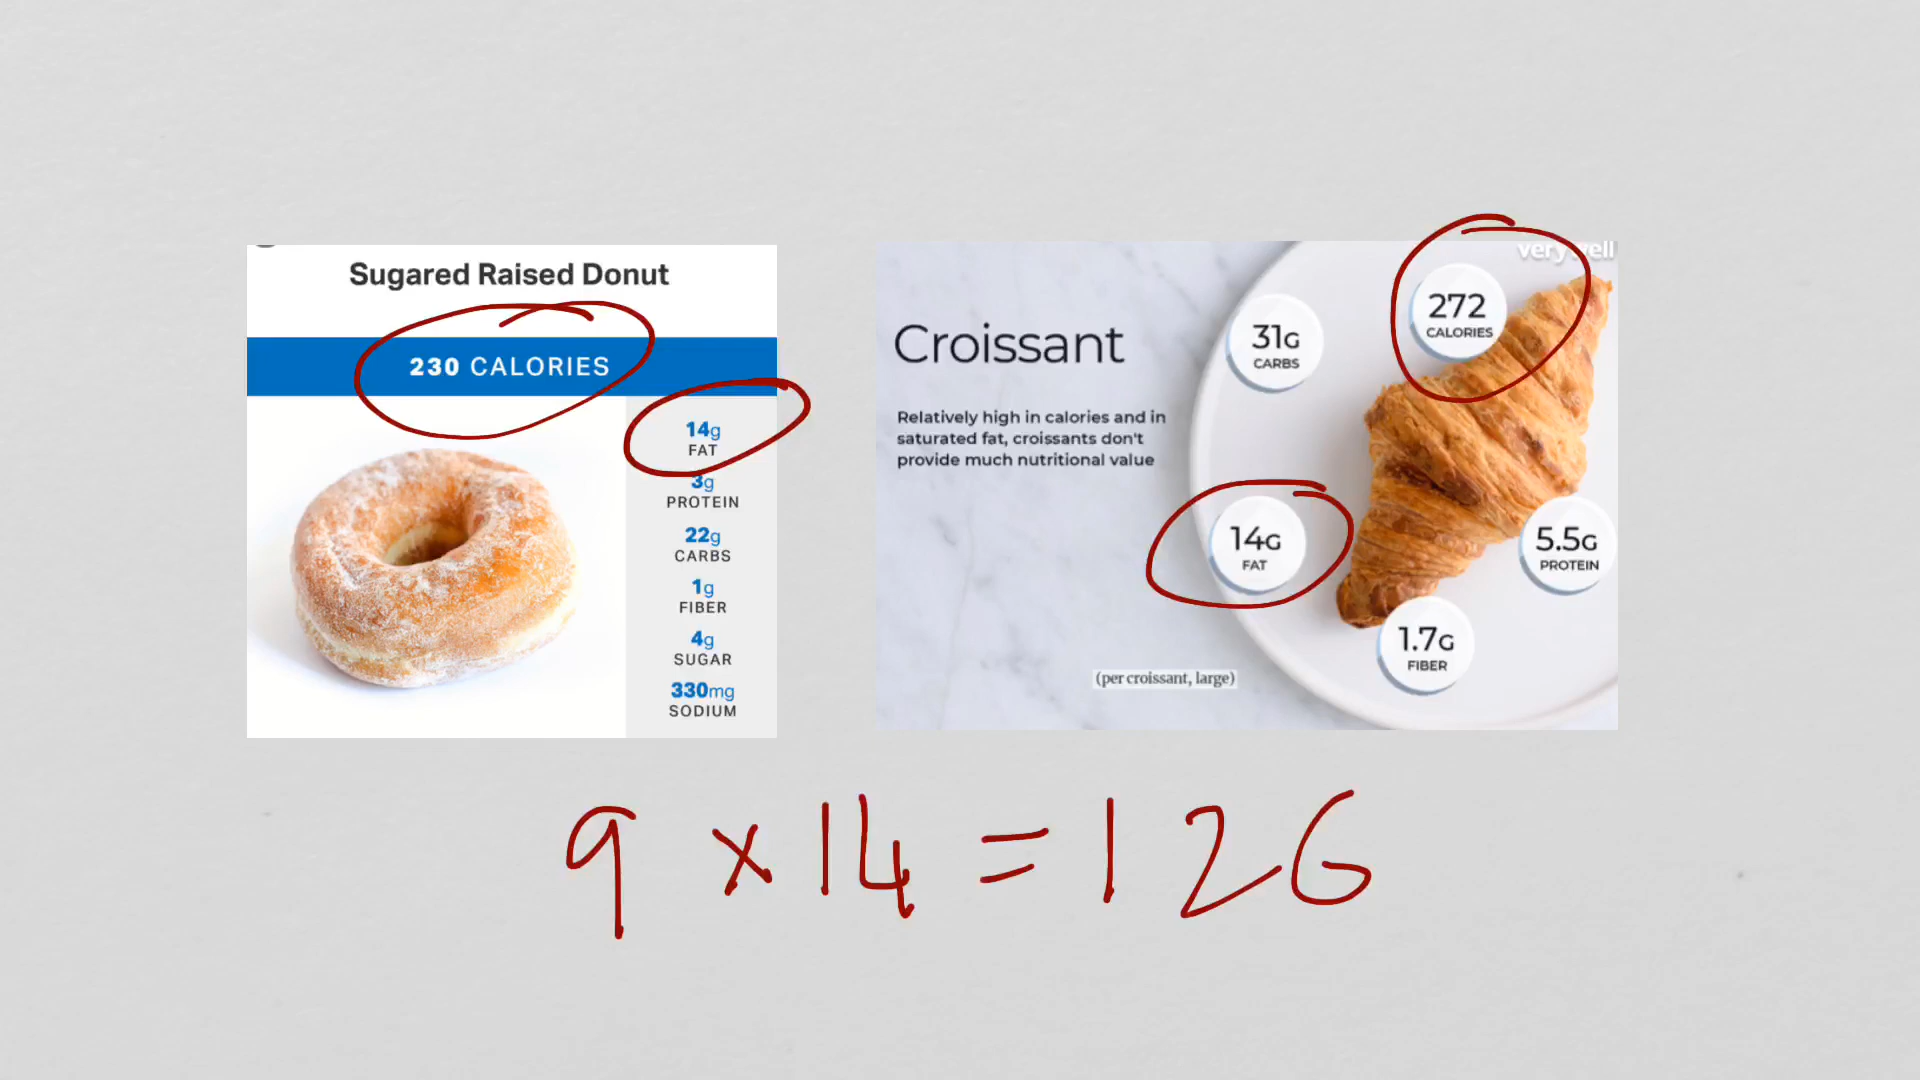 Sugared Raised Donut
230 CALORIES
14g
FAT
3g
PROTEIN
22g
CARBS
1g
FIBER
4g
SUGAR
330mg
SODIUM
verywell
Croissant
Relatively high in calories and in
saturated fat, croissants don't
provide much nutritional value
272
CALORIES
31G
CARBS
14G
FAT
5.5G
PROTEIN
1.7G
FIBER
(per croissant, large)
9 x 14 = 126